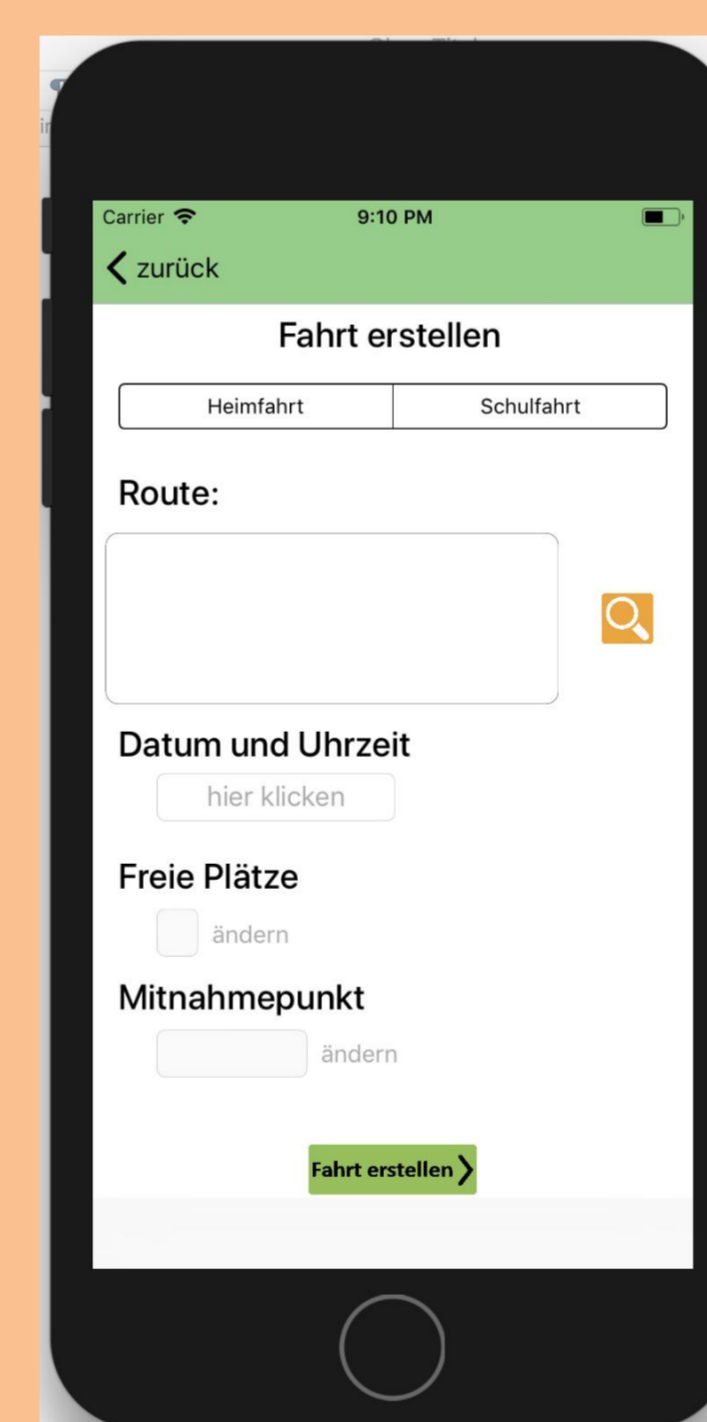 Carrier 9:10 PM
zurück
Fahrt erstellen
Heimfahrt Schulfahrt
Route:
Datum und Uhrzeit
hier klicken
Freie Plätze
ändern
Mitnahmepunkt
ändern
Fahrt erstellen